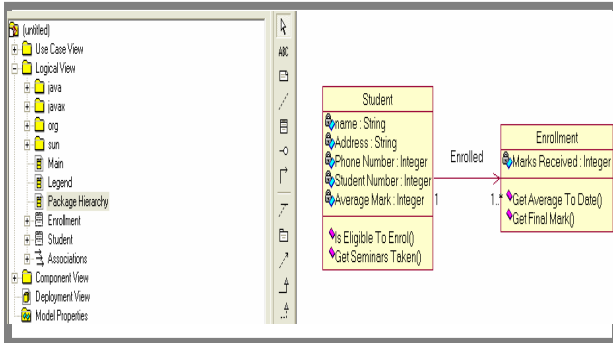 (untitled)
Use Case View
Logical View
java
javax
org
sun
Main
Legend
Package Hierarchy
Enrollment
Student
Associations
Component View
Deployment View
Model Properties
ABC
Student
name : String
Address : String
Phone Number : Integer
Student Number : Integer
Average Mark : Integer
Is Eligible To Enrol()
Get Seminars Taken()
Enrolled
1
1..*
Enrollment
Marks Received : Integer
Get Average To Date()
Get Final Mark()